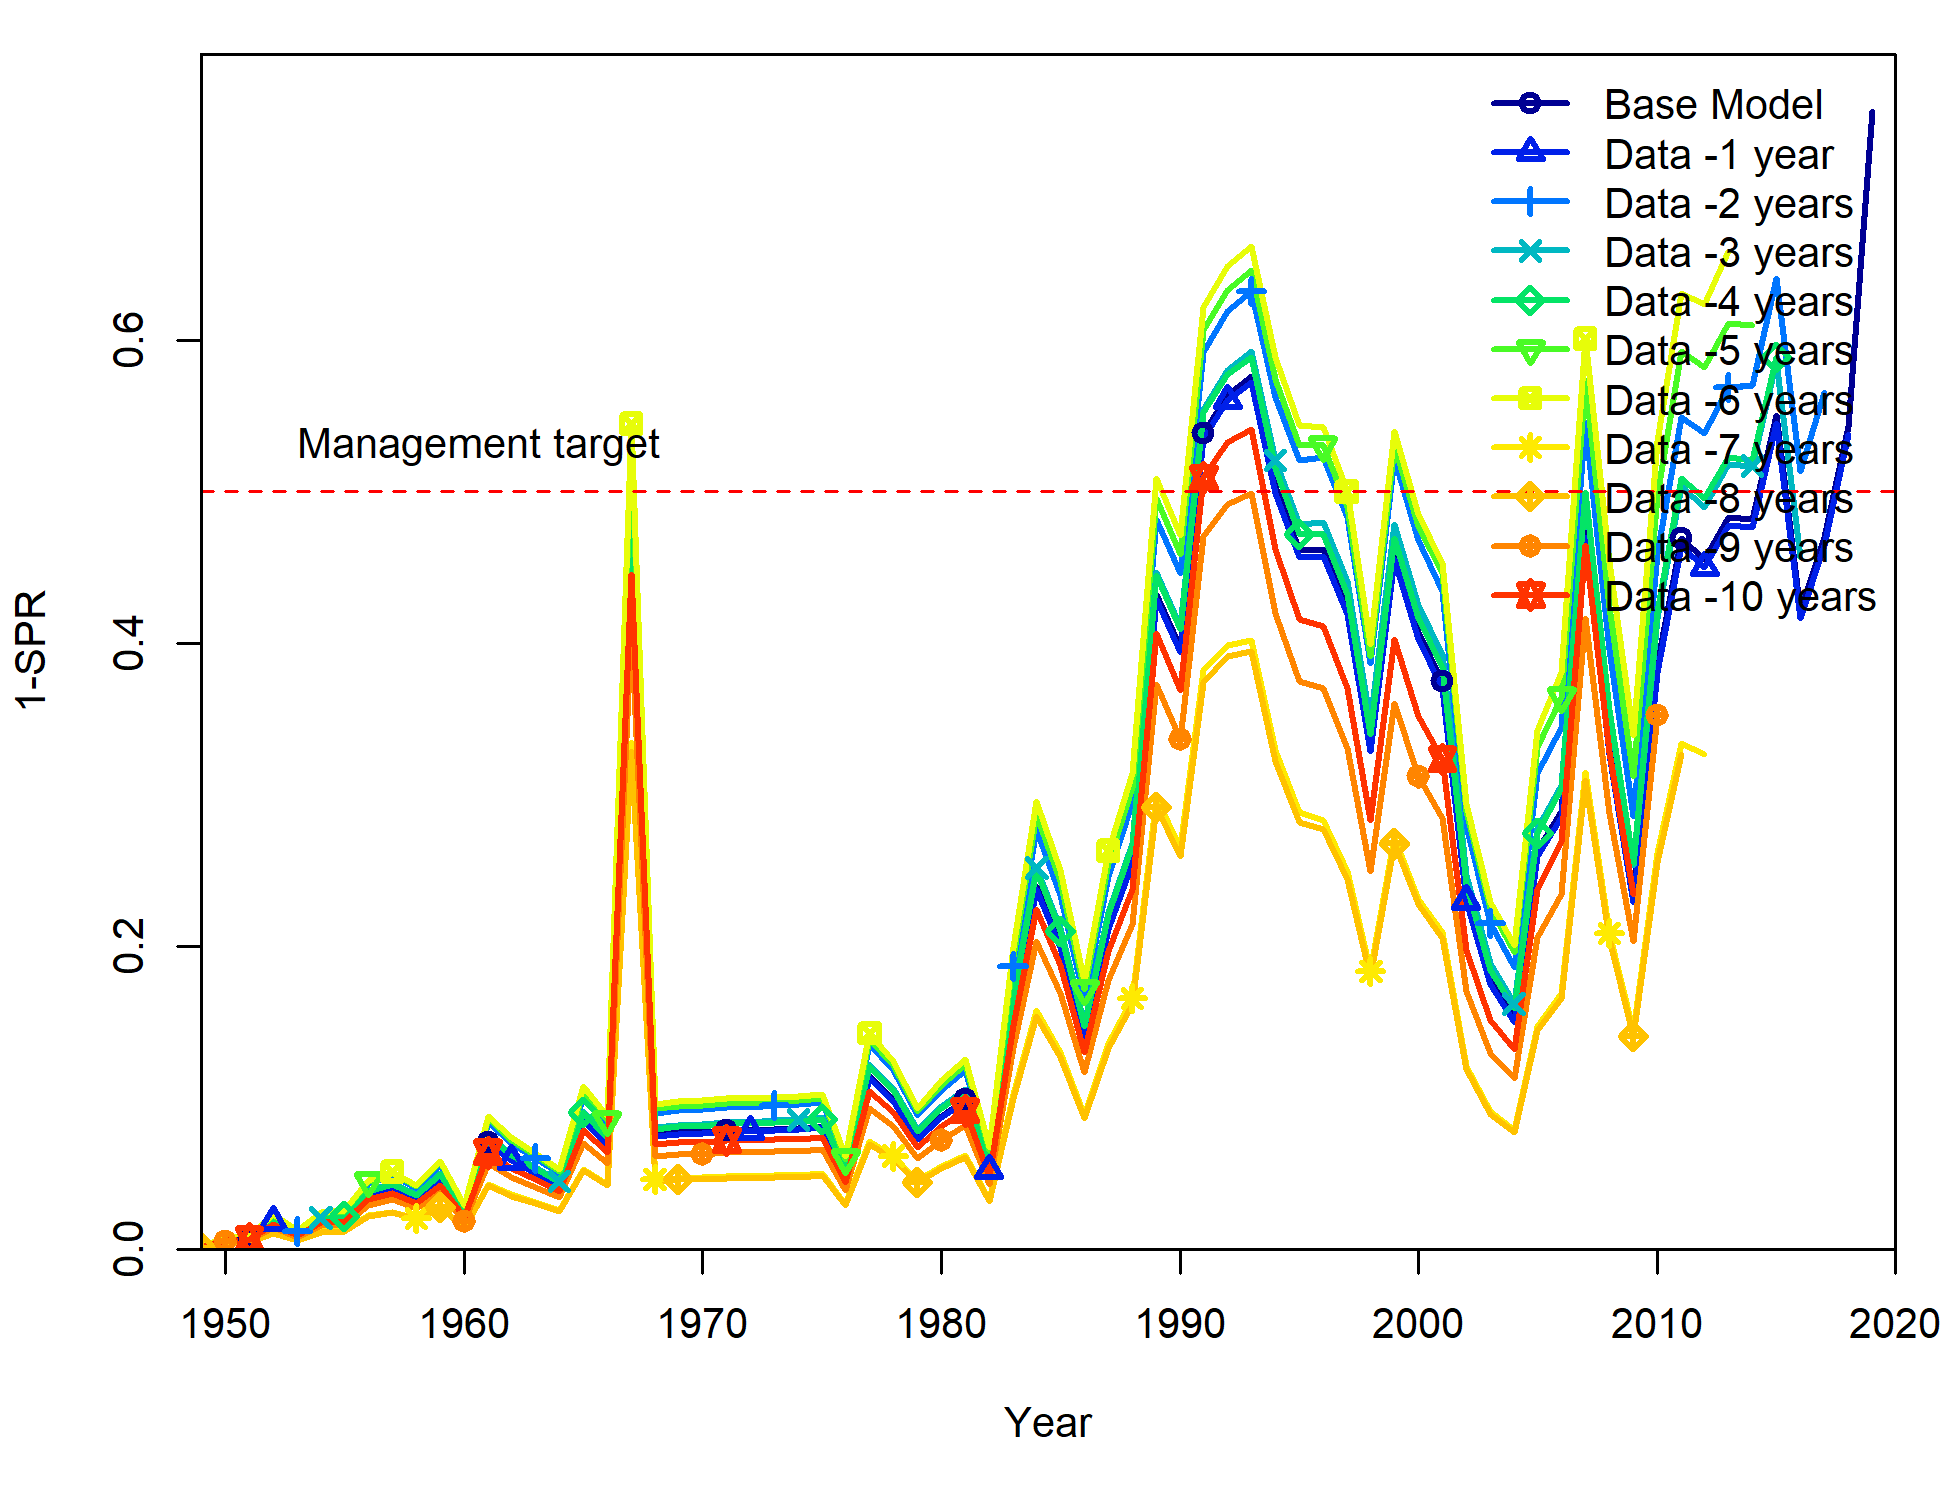 Base Model
Data -1 year
Data -2 years
Data -3 years
Data -4 years
Data -5 years
Data -6 years
Data -7 years
Data -8 years
Data -9 years
Data -10 years
Management target
1-SPR
0.6
0.4
0.2
0.0
1950 1960 1970 1980 1990 2000 2010 2020
Year